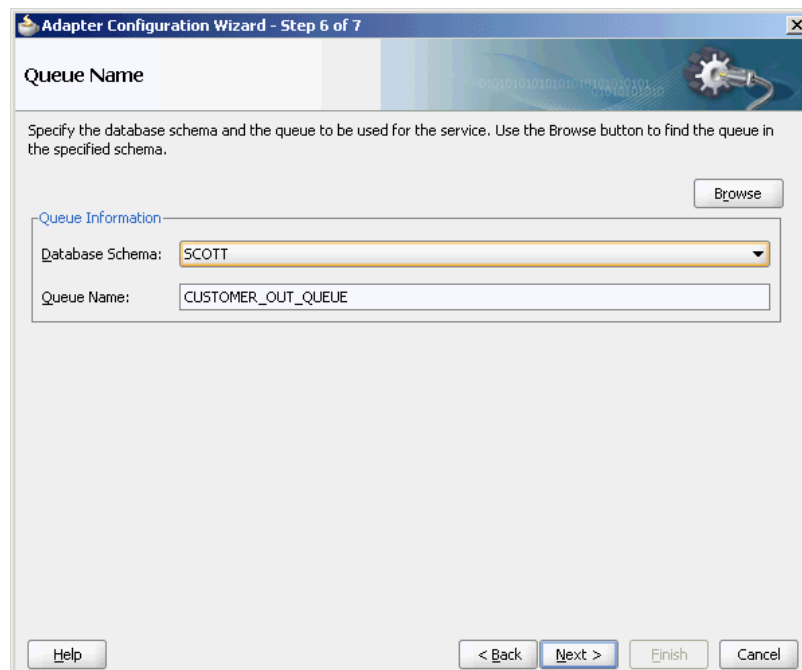 Adapter Configuration Wizard - Step 6 of 7
Queue Name
Specify the database schema and the queue to be used for the service. Use the Browse button to find the queue in
the specified schema.
Browse
Queue Information
Database Schema: SCOTT
Queue Name: CUSTOMER_OUT_QUEUE
Help < Back Next > Finish Cancel